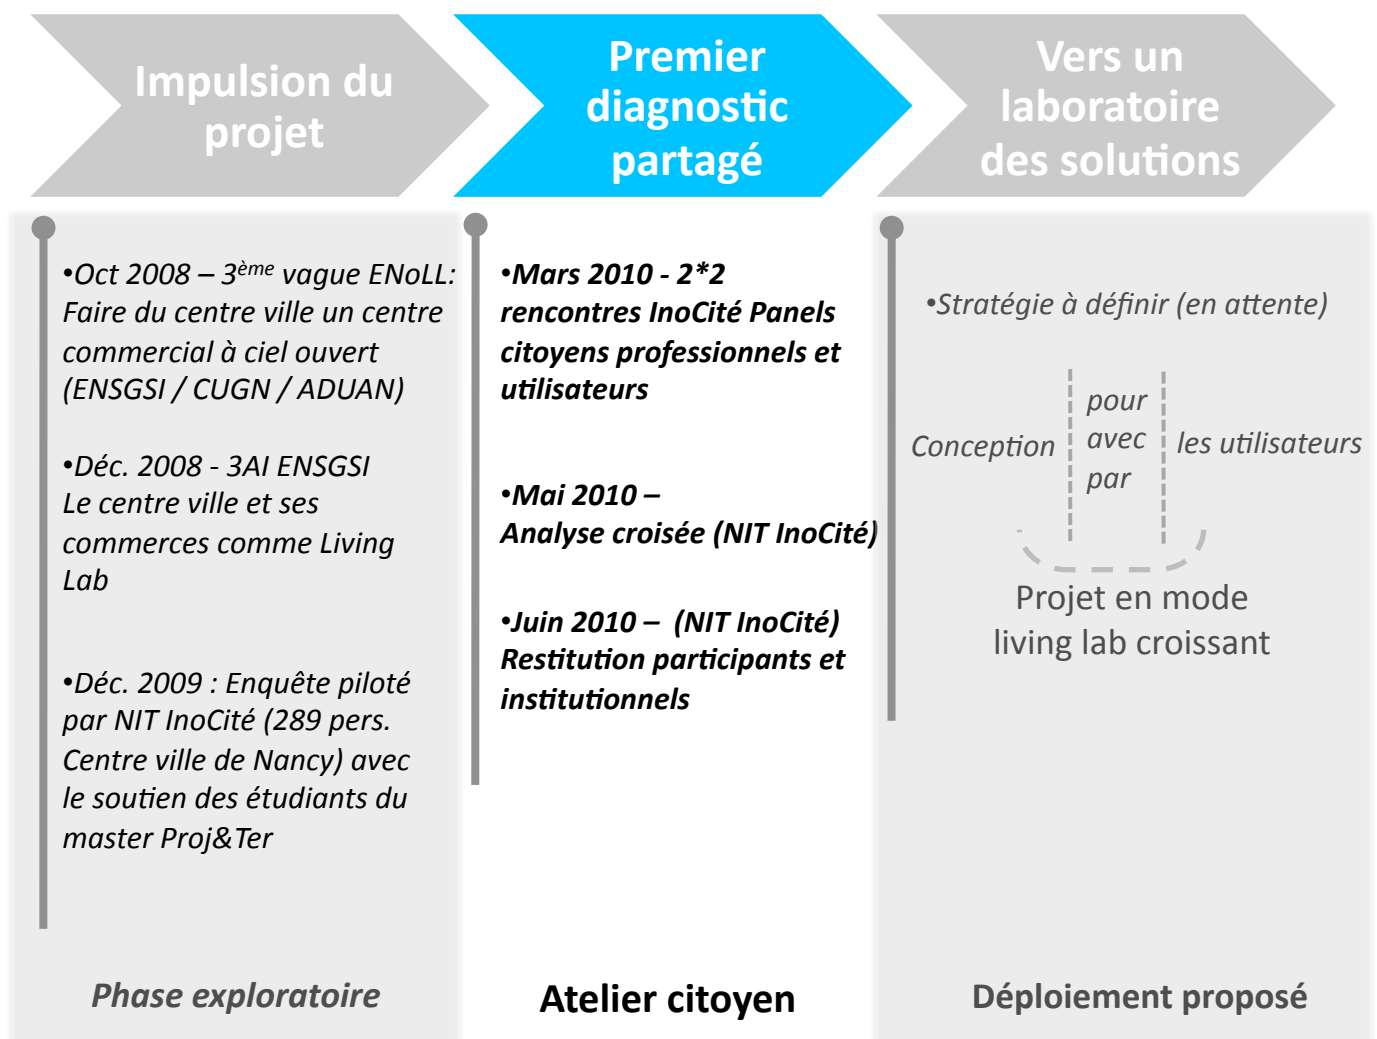 Impulsion du
projet
Premier
diagnostic
partagé
Vers un
laboratoire
des solutions
•Oct 2008 – 3ème vague ENoLL:
Faire du centre ville un centre
commercial à ciel ouvert
(ENSGSI / CUGN / ADUAN)
•Déc. 2008 - 3AI ENSGSI
Le centre ville et ses
commerces comme Living
Lab
•Déc. 2009 : Enquête piloté
par NIT InoCité (289 pers.
Centre ville de Nancy) avec
le soutien des étudiants du
master Proj&Ter
Phase exploratoire
•Mars 2010 - 2*2
rencontres InoCité Panels
citoyens professionnels et
utilisateurs
•Mai 2010 –
Analyse croisée (NIT InoCité)
•Juin 2010 – (NIT InoCité)
Restitution participants et
institutionnels
Atelier citoyen
•Stratégie à définir (en attente)
Conception
pour
avec
par
les utilisateurs
Projet en mode
living lab croissant
Déploiement proposé